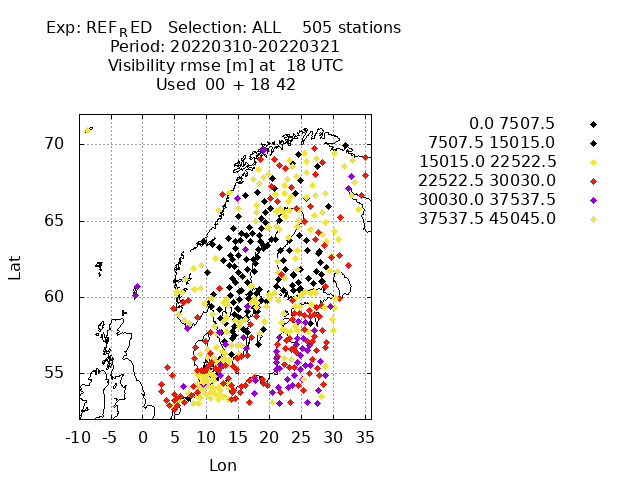 Exp: REF_RED Selection: ALL 505 stations
Period: 20220310-20220321
Visibility rmse [m] at 18 UTC
Used 00 + 18 42
0.0 7507.5
7507.5 15015.0
15015.0 22522.5
22522.5 30030.0
30030.0 37537.5
37537.5 45045.0
70
65
60
55
Lat
-10 -5 0 5 10 15 20 25 30 35
Lon